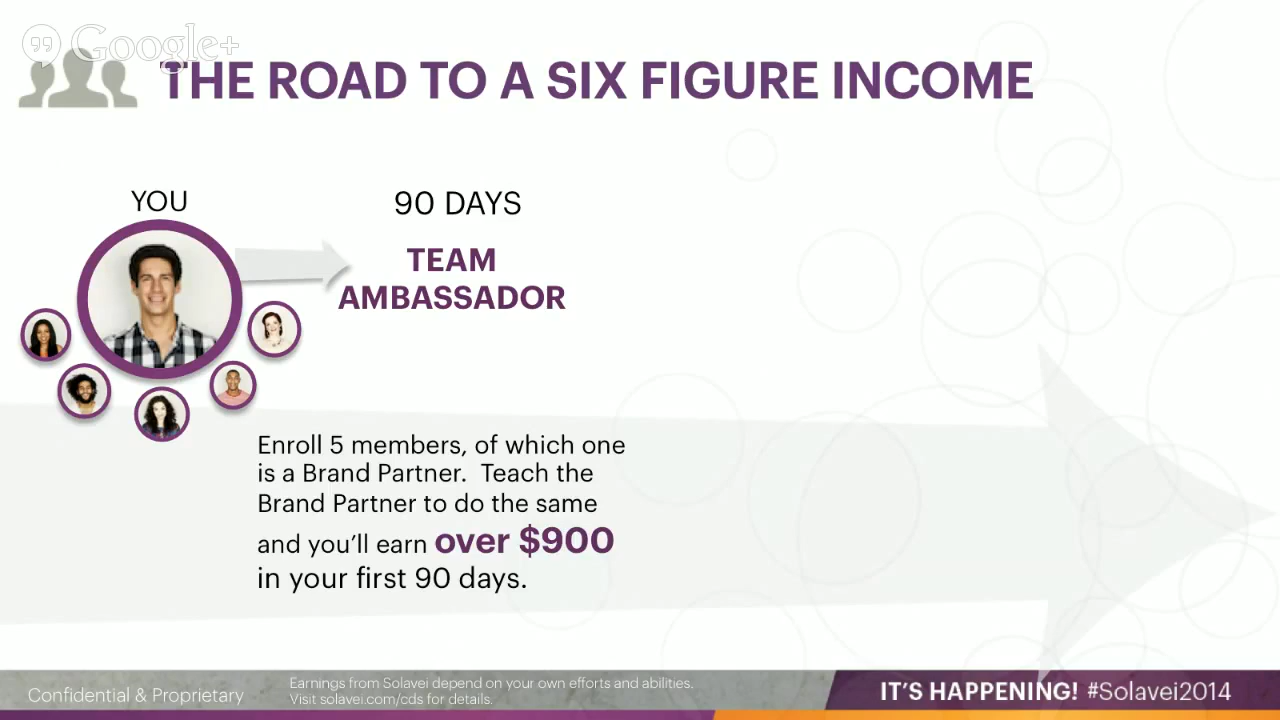 Google+
THE ROAD TO A SIX FIGURE INCOME
YOU
90 DAYS
TEAM
AMBASSADOR
Enroll 5 members, of which one
is a Brand Partner. Teach the
Brand Partner to do the same
and you'll earn over $900
in your first 90 days.
Confidential & Proprietary
Earnings from Solavei depend on your own efforts and abilities.
Visit solavei.com/cds for details.
IT'S HAPPENING! #Solavei2014